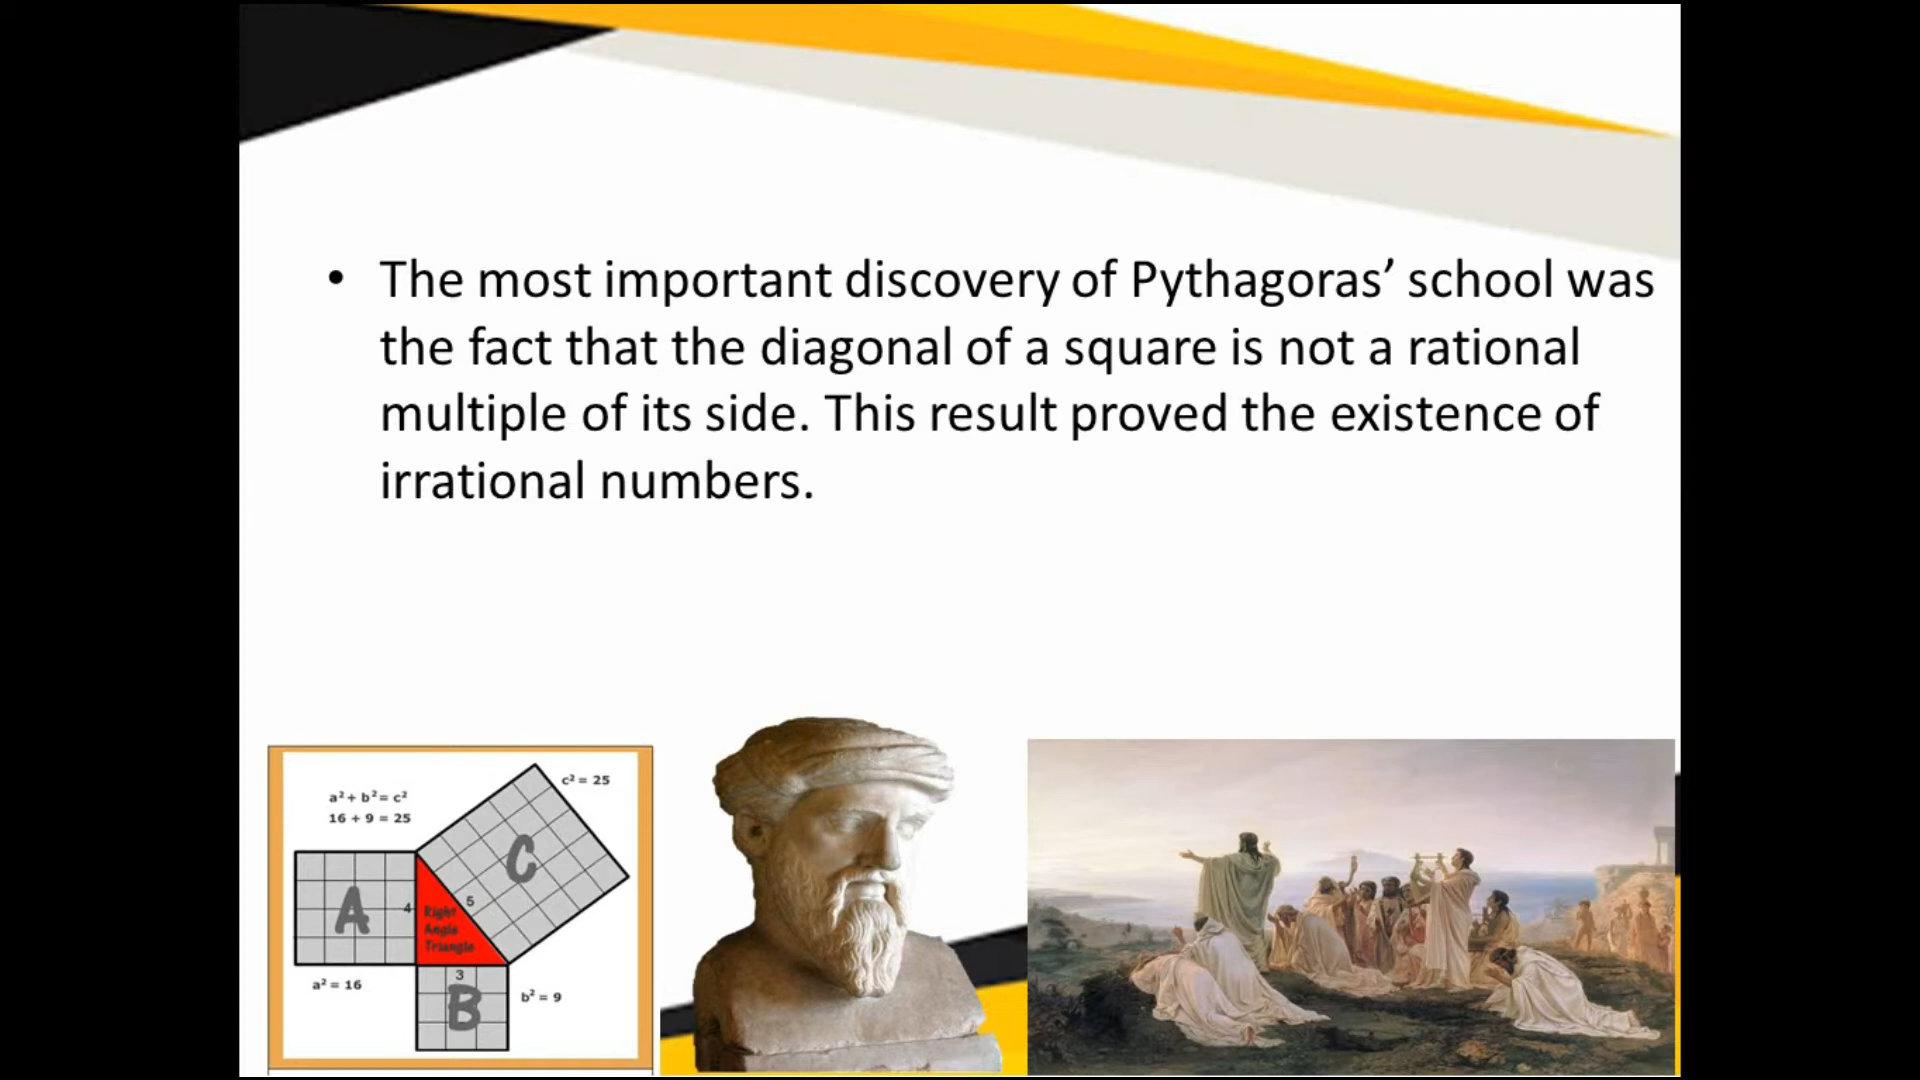 • The most important discovery of Pythagoras’ school was
the fact that the diagonal of a square is not a rational
multiple of its side. This result proved the existence of
irrational numbers.
a² + b² = c²
16 + 9 = 25
c² = 25
A
4
Right
Angle
Triangle
5
C
a² = 16
3
B
b² = 9